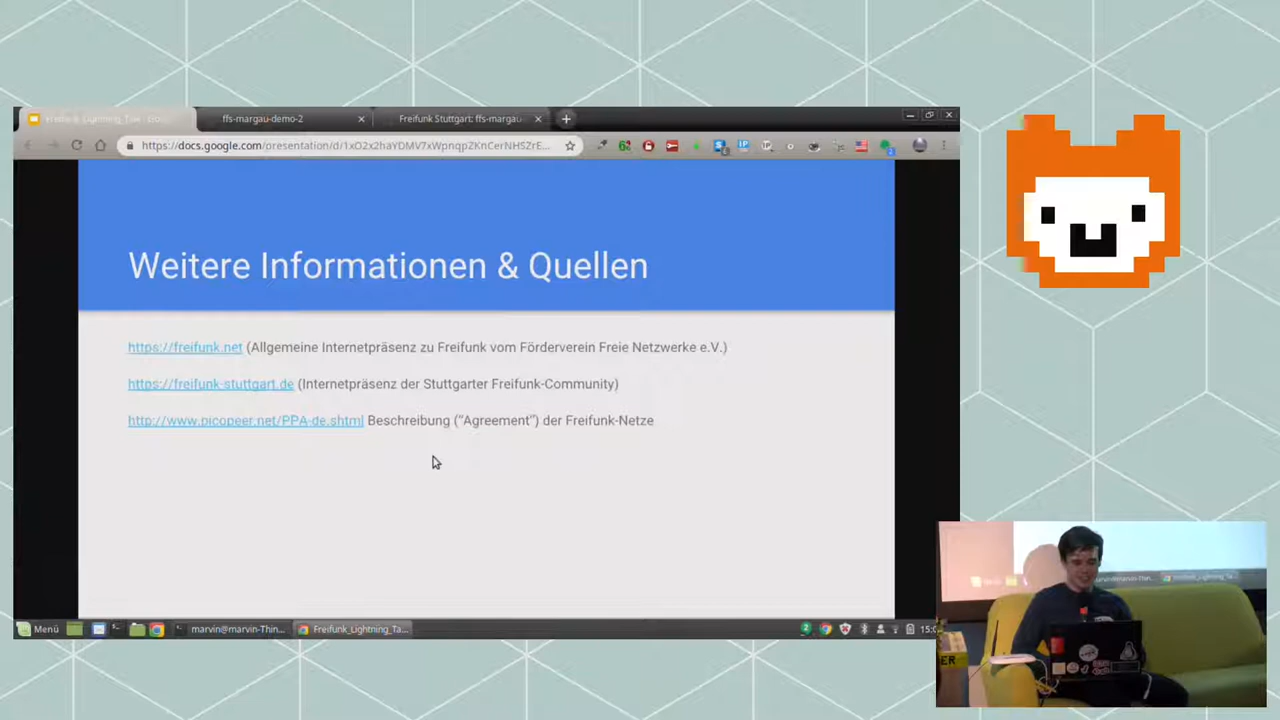 ffs-margau-demo-2
Freifunk Stuttgart: ffs-margau
https://docs.google.com/presentation/d/1xO2x2haYDMV7xWpnqpZKnCerNHSZrE...
Weitere Informationen & Quellen
https://freifunk.net (Allgemeine Internetpräsenz zu Freifunk vom Förderverein Freie Netzwerke e.V.)
https://freifunk-stuttgart.de (Internetpräsenz der Stuttgarter Freifunk-Community)
http://www.picopeer.net/PPA-de.shtml Beschreibung ("Agreement") der Freifunk-Netze
Menü
marvin@marvin-Thin...
Freifunk_Lightning_Ta...